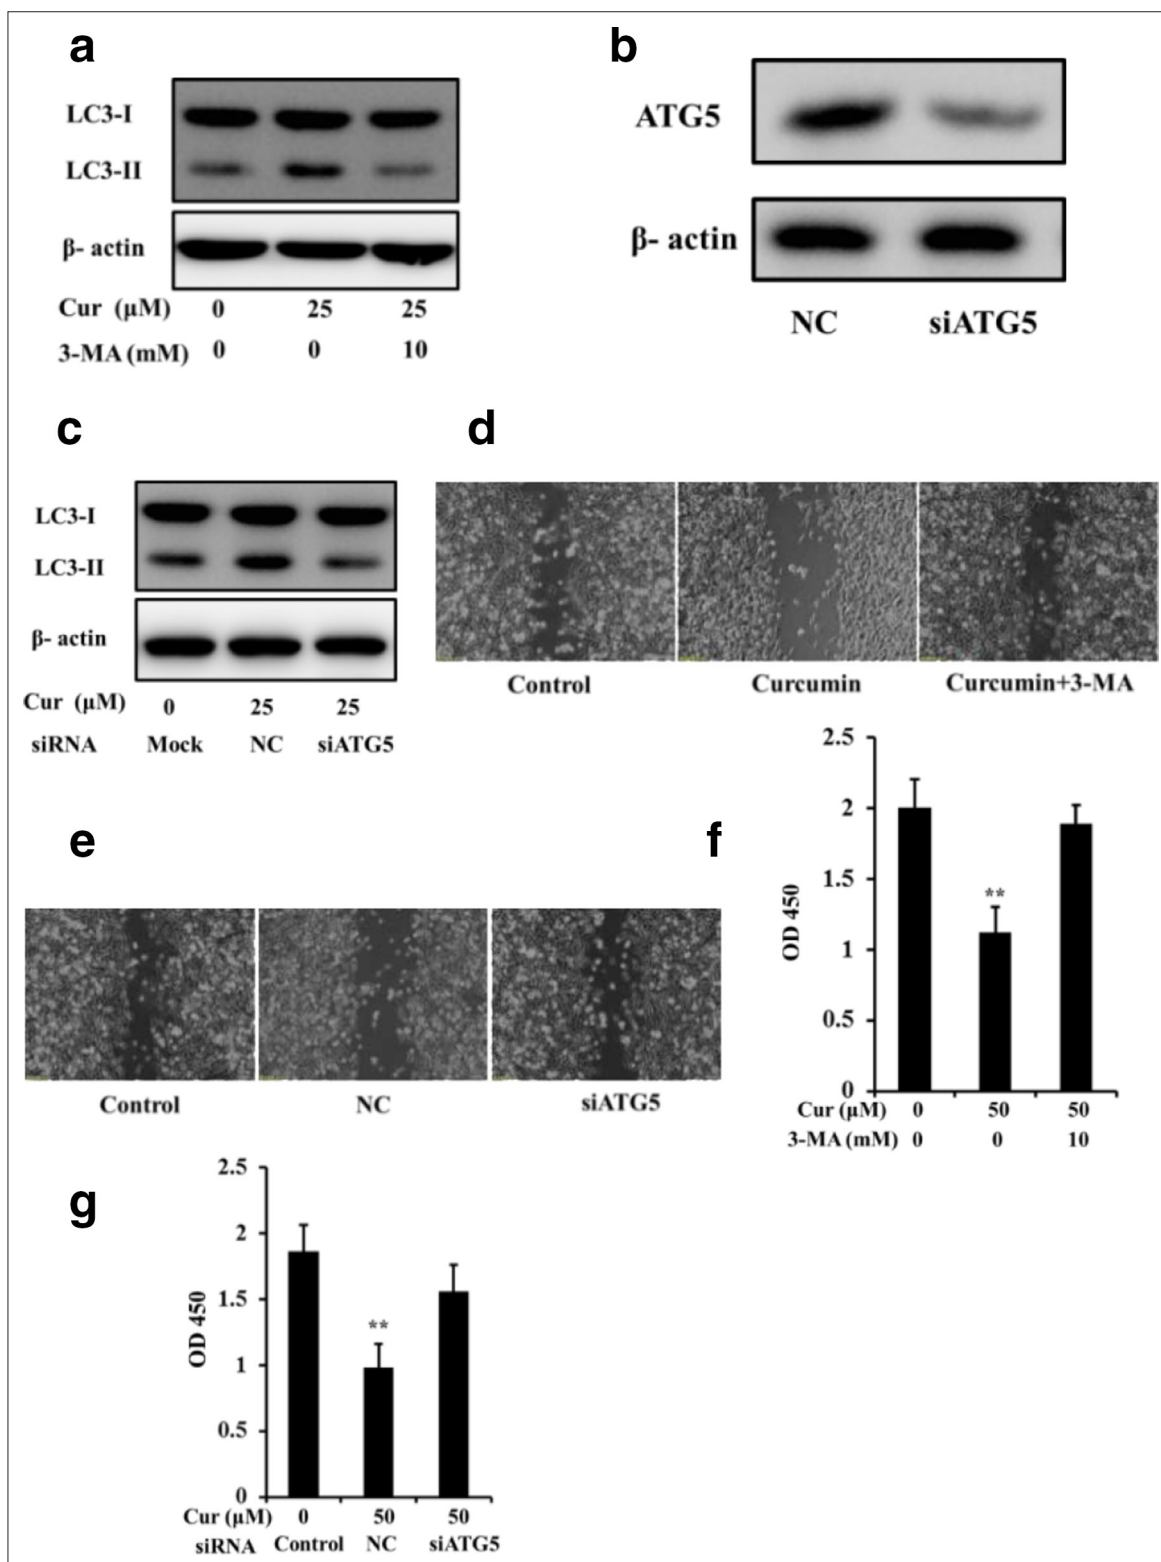 a
LC3-I
LC3-II
β- actin
Cur (μM) 0 25 25
3-MA (mM) 0 0 10
b
ATG5
β- actin
NC siATG5
c
LC3-I
LC3-II
β- actin
Cur (μM) 0 25 25
siRNA Mock NC siATG5
d
Control Curcumin Curcumin+3-MA
e
Control NC siATG5
f
2.5
2
1.5
1
0.5
0
OD 450
**
Cur (μM) 0 50 50
3-MA (mM) 0 0 10
g
2.5
2
1.5
1
0.5
0
OD 450
**
Cur (μM) 0 50 50
siRNA Control NC siATG5